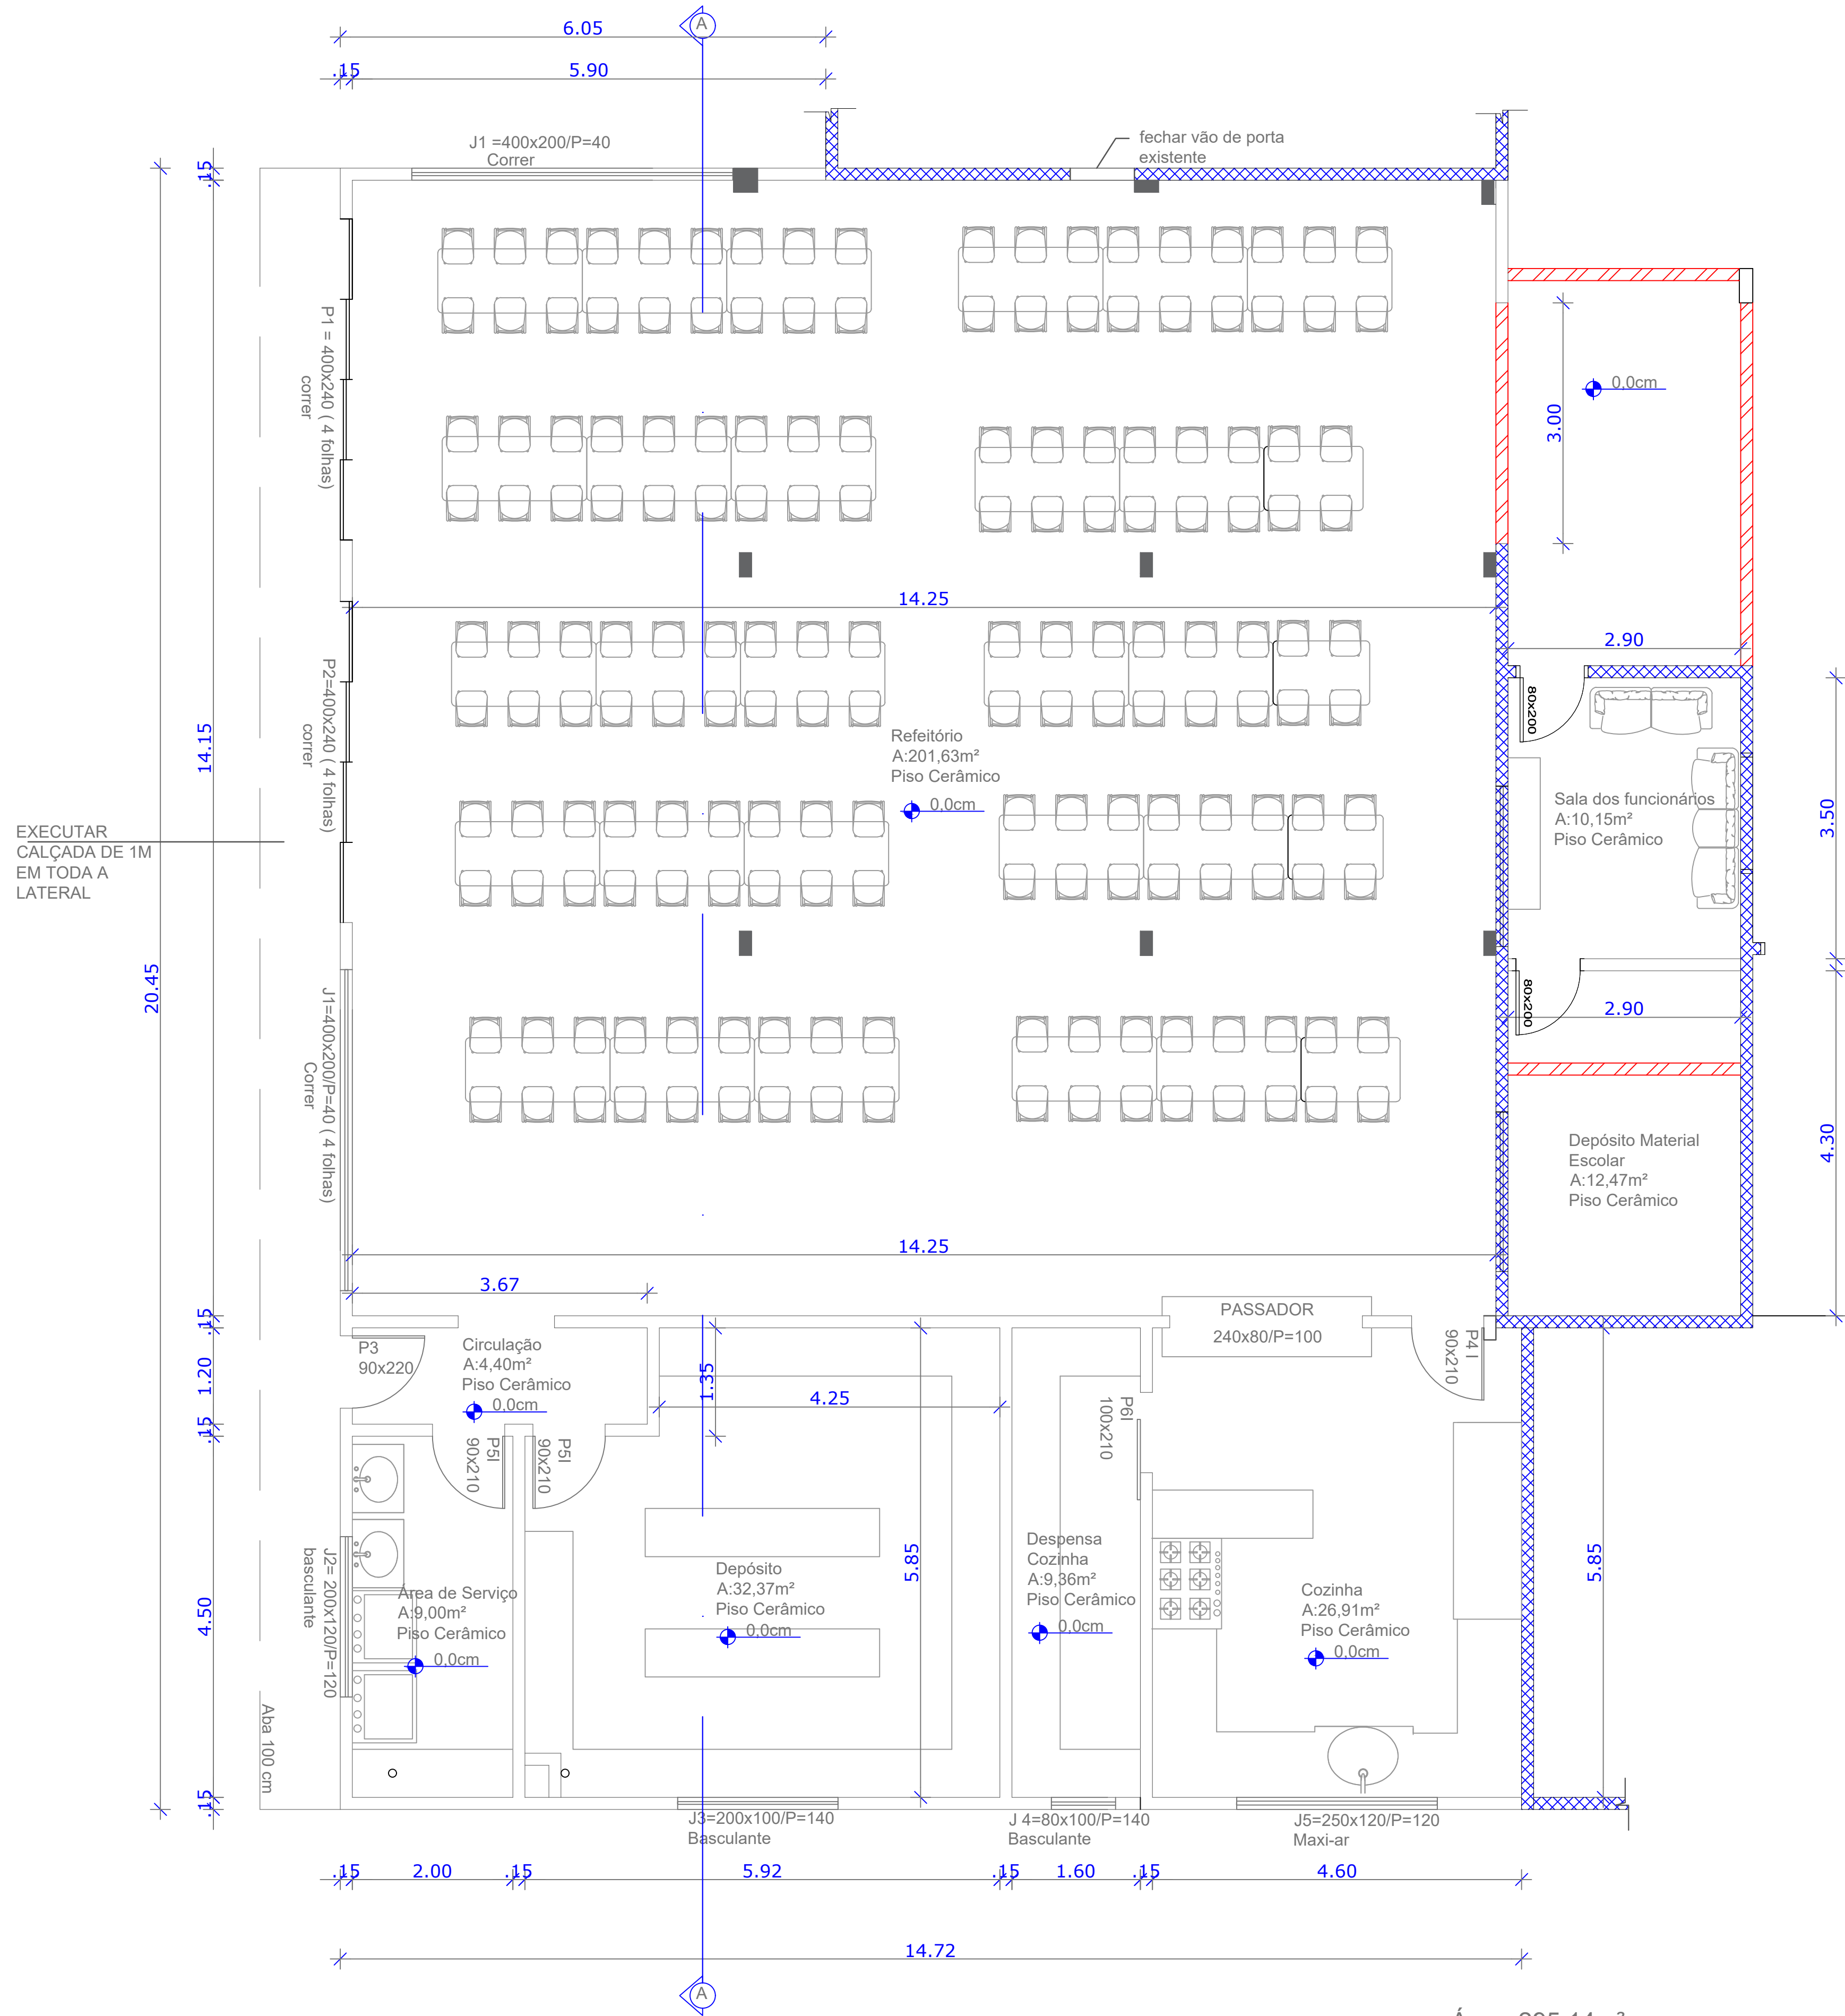 6.05
A
.15
5.90
J1 =400x200/P=40
Correr
fechar vão de porta
existente
.15
P1 = 400x240 ( 4 folhas)
correr
0,0cm
3.00
14.25
2.90
80x200
P2=400x240 ( 4 folhas)
correr
14.15
Refeitório
A:201,63m²
Piso Cerâmico
0,0cm
Sala dos funcionários
A:10,15m²
Piso Cerâmico
3.50
EXECUTAR
CALÇADA DE 1M
EM TODA A
LATERAL
20.45
J1=400x200/P=40 ( 4 folhas)
Correr
80x200
2.90
Depósito Material
Escolar
A:12,47m²
Piso Cerâmico
4.30
14.25
3.67
.15
PASSADOR
240x80/P=100
P3
90x220
Circulação
A:4,40m²
Piso Cerâmico
0,0cm
1.20
1.35
4.25
P4 I
90x210
P6I
100x210
.15
P5I
90x210
P5I
90x210
J2= 200x120/P=120
basculante
Área de Serviço
A:9,00m²
Piso Cerâmico
0,0cm
4.50
Depósito
A:32,37m²
Piso Cerâmico
0,0cm
5.85
Despensa
Cozinha
A:9,36m²
Piso Cerâmico
0,0cm
Cozinha
A:26,91m²
Piso Cerâmico
0,0cm
5.85
Aba 100 cm
.15
J3=200x100/P=140
Basculante
J 4=80x100/P=140
Basculante
J5=250x120/P=120
Maxi-ar
.15
2.00
.15
5.92
.15
1.60
.15
4.60
14.72
A